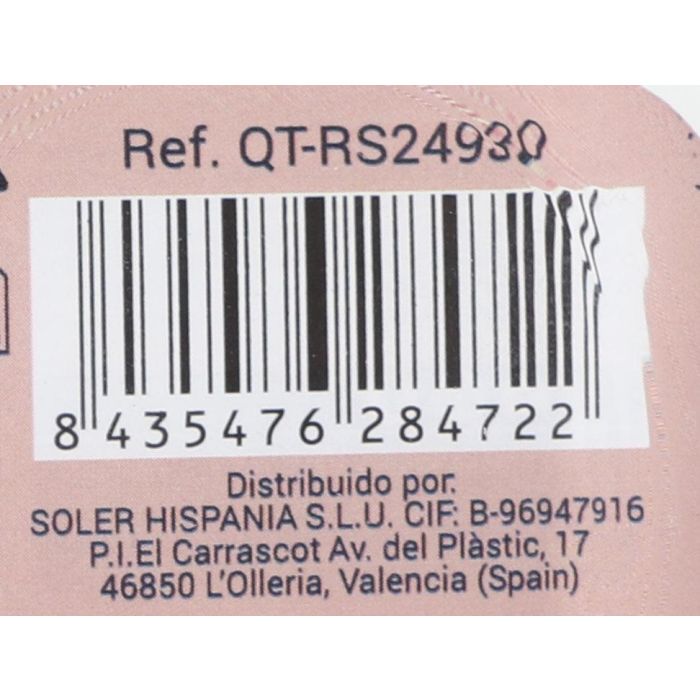 Ref. QT-RS24930
8 435476 284722
Distribuido por:
SOLER HISPANIA S.L.U. CIF: B-96947916
P.I.El Carrascot Av. del Plàstic, 17
46850 L'Olleria, Valencia (Spain)